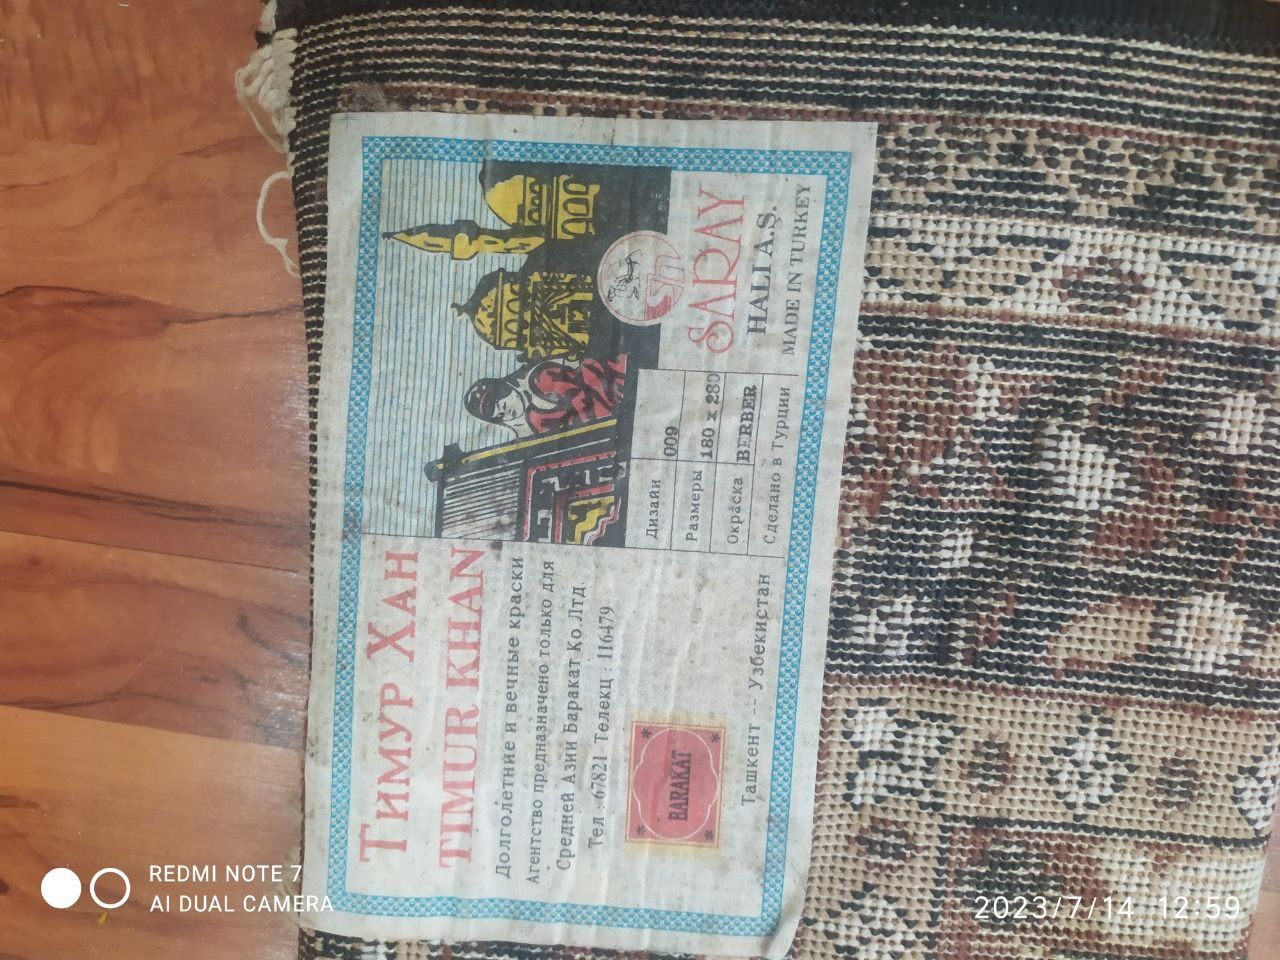 Тимур Хан
TIMUR KHAN
Долголетние и вечные краски
Агентство предназначено только для
Средней Азии Баракат Ко Лтд
Тел : 67821 Телекц : 116479
BARAKAT
Ташкент -- Узбекистан
Дизайн 009
Размеры 180 x 280
Окраска BERBER
Сделано в Турции
SARAY
HALI A.Ş.
MADE IN TURKEY
REDMI NOTE 7
AI DUAL CAMERA
2023/7/14 12:59